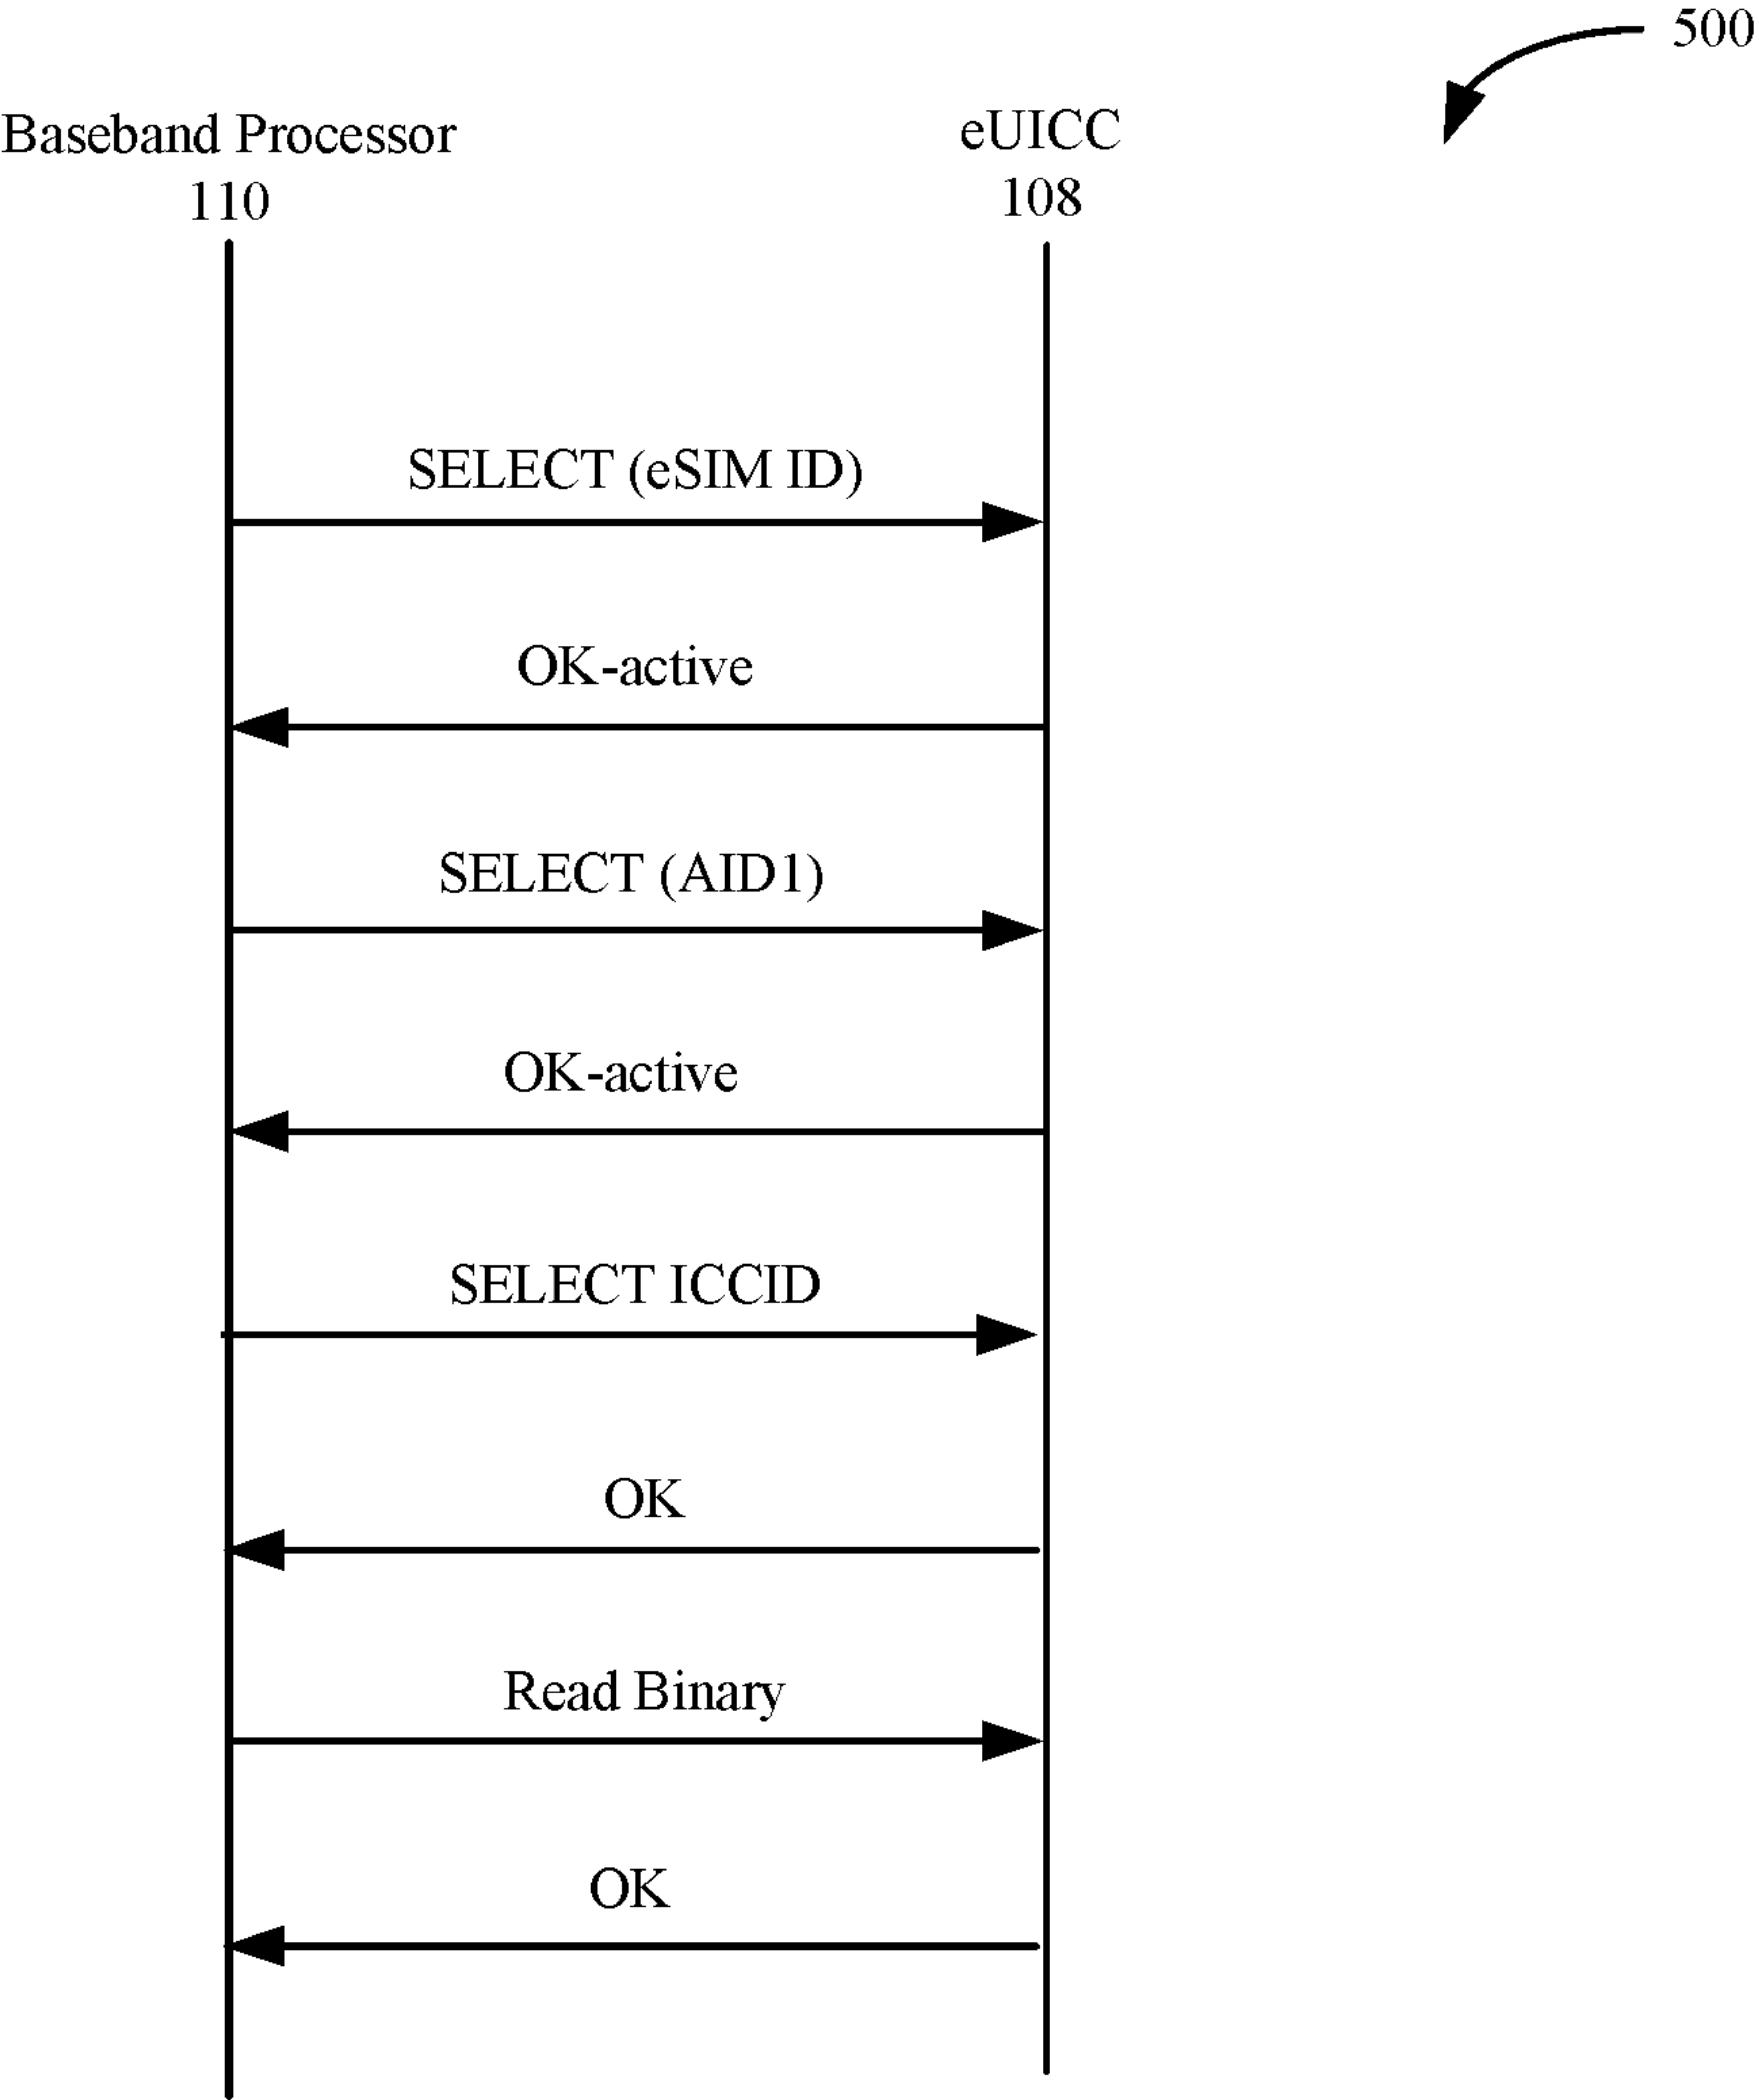 500
Baseband Processor
110
eUICC
108
SELECT (eSIM ID)
OK-active
SELECT (AID1)
OK-active
SELECT ICCID
OK
Read Binary
OK